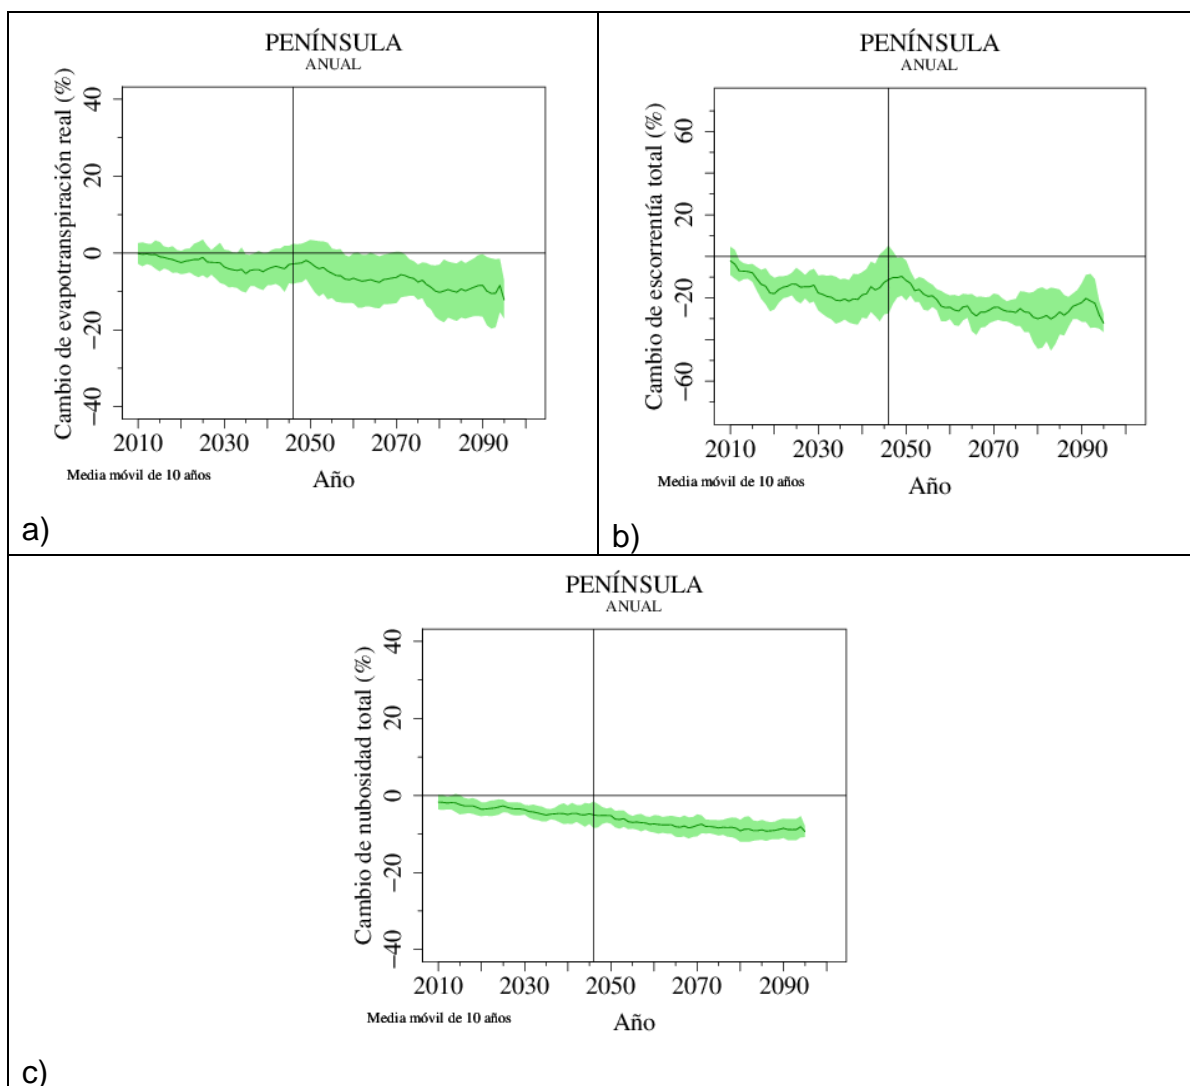 PENÍNSULA
ANUAL
Cambio de evapotranspiración real (%)
40
20
0
−20
−40
2010 2030 2050 2070 2090
Media móvil de 10 años
Año
a)
PENÍNSULA
ANUAL
Cambio de escorrentía total (%)
60
20
−20
−60
2010 2030 2050 2070 2090
Media móvil de 10 años
Año
b)
PENÍNSULA
ANUAL
Cambio de nubosidad total (%)
40
20
0
−20
−40
2010 2030 2050 2070 2090
Media móvil de 10 años
Año
c)